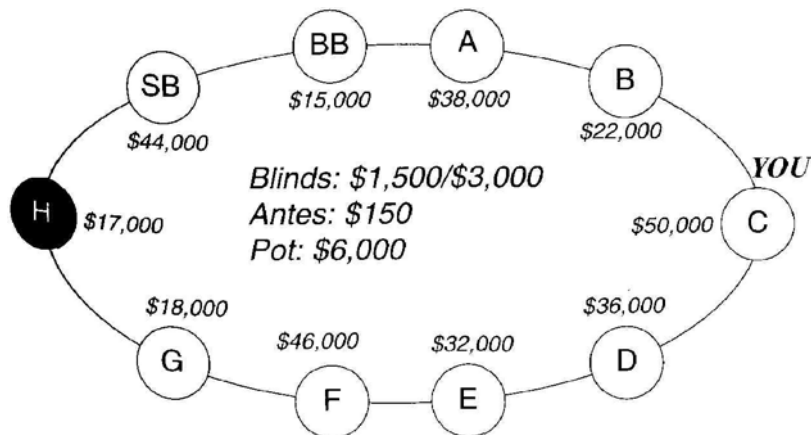 BB
A
SB
B
$15,000
$38,000
$44,000
$22,000
YOU
Blinds: $1,500/$3,000
Antes: $150
Pot: $6,000
H
$17,000
$50,000
C
$18,000
$46,000
$32,000
$36,000
G
F
E
D